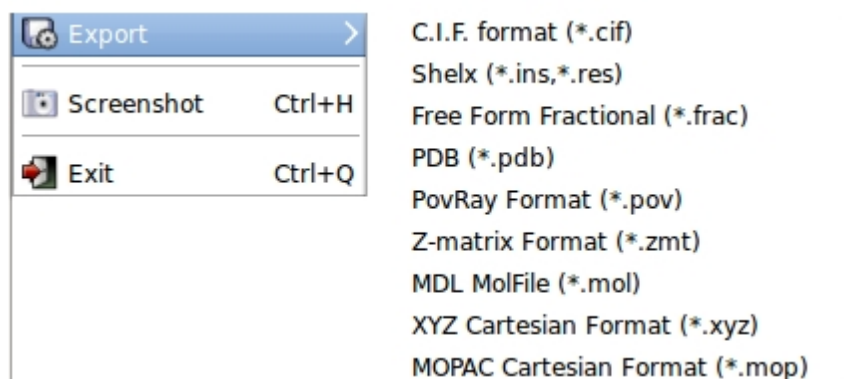 Export
Screenshot Ctrl+H
Exit Ctrl+Q
C.I.F. format (*.cif)
Shelx (*.ins,*.res)
Free Form Fractional (*.frac)
PDB (*.pdb)
PovRay Format (*.pov)
Z-matrix Format (*.zmt)
MDL MolFile (*.mol)
XYZ Cartesian Format (*.xyz)
MOPAC Cartesian Format (*.mop)